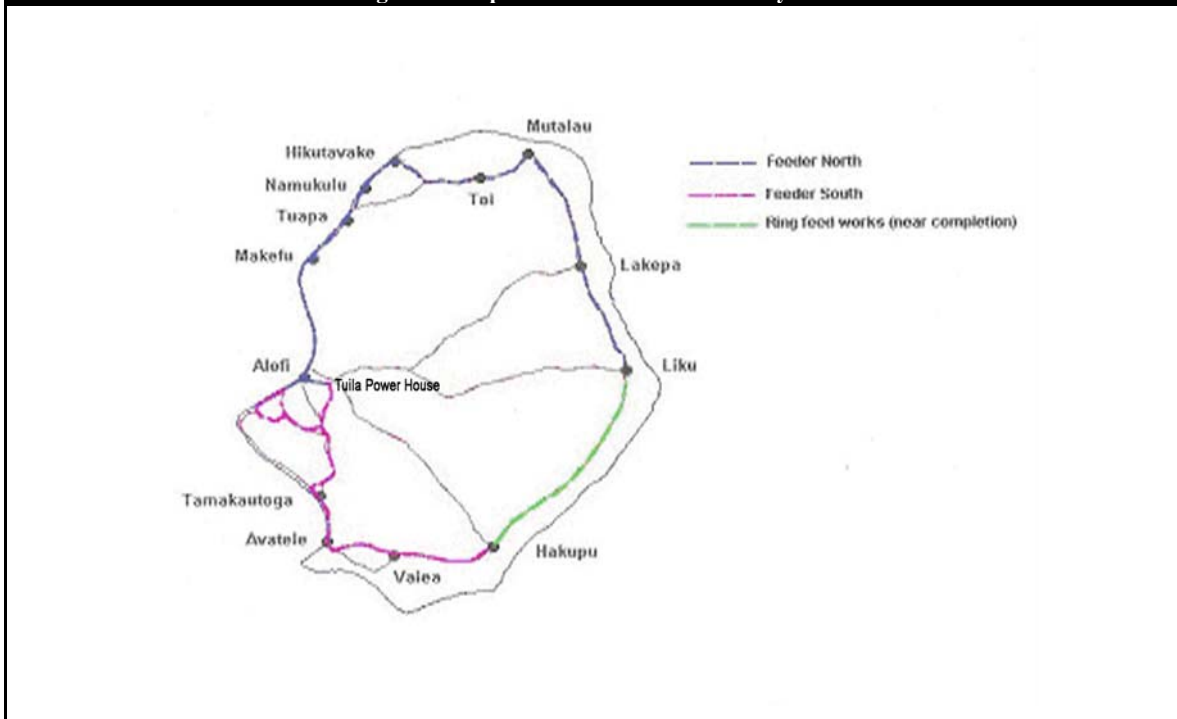 Mutalau
Hikutavake
Feeder North
Namukulu
Toi
Feeder South
Tuapa
Ring feed works (near completion)
Makefu
Lakepa
Alofi
Liku
Tuila Power House
Tamakautoga
Avatele
Hakupu
Vaiea